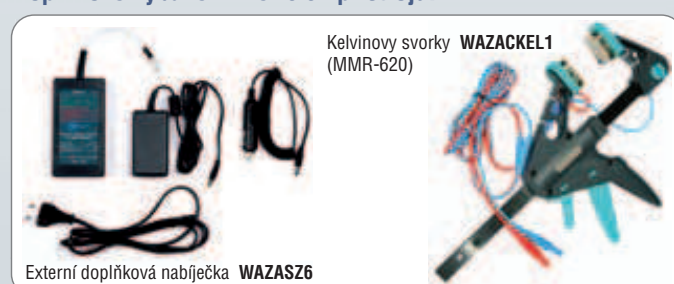 Kelvinovy svorky WAZACKEL1
(MMR-620)
Externí doplňková nabíječka WAZASZ6